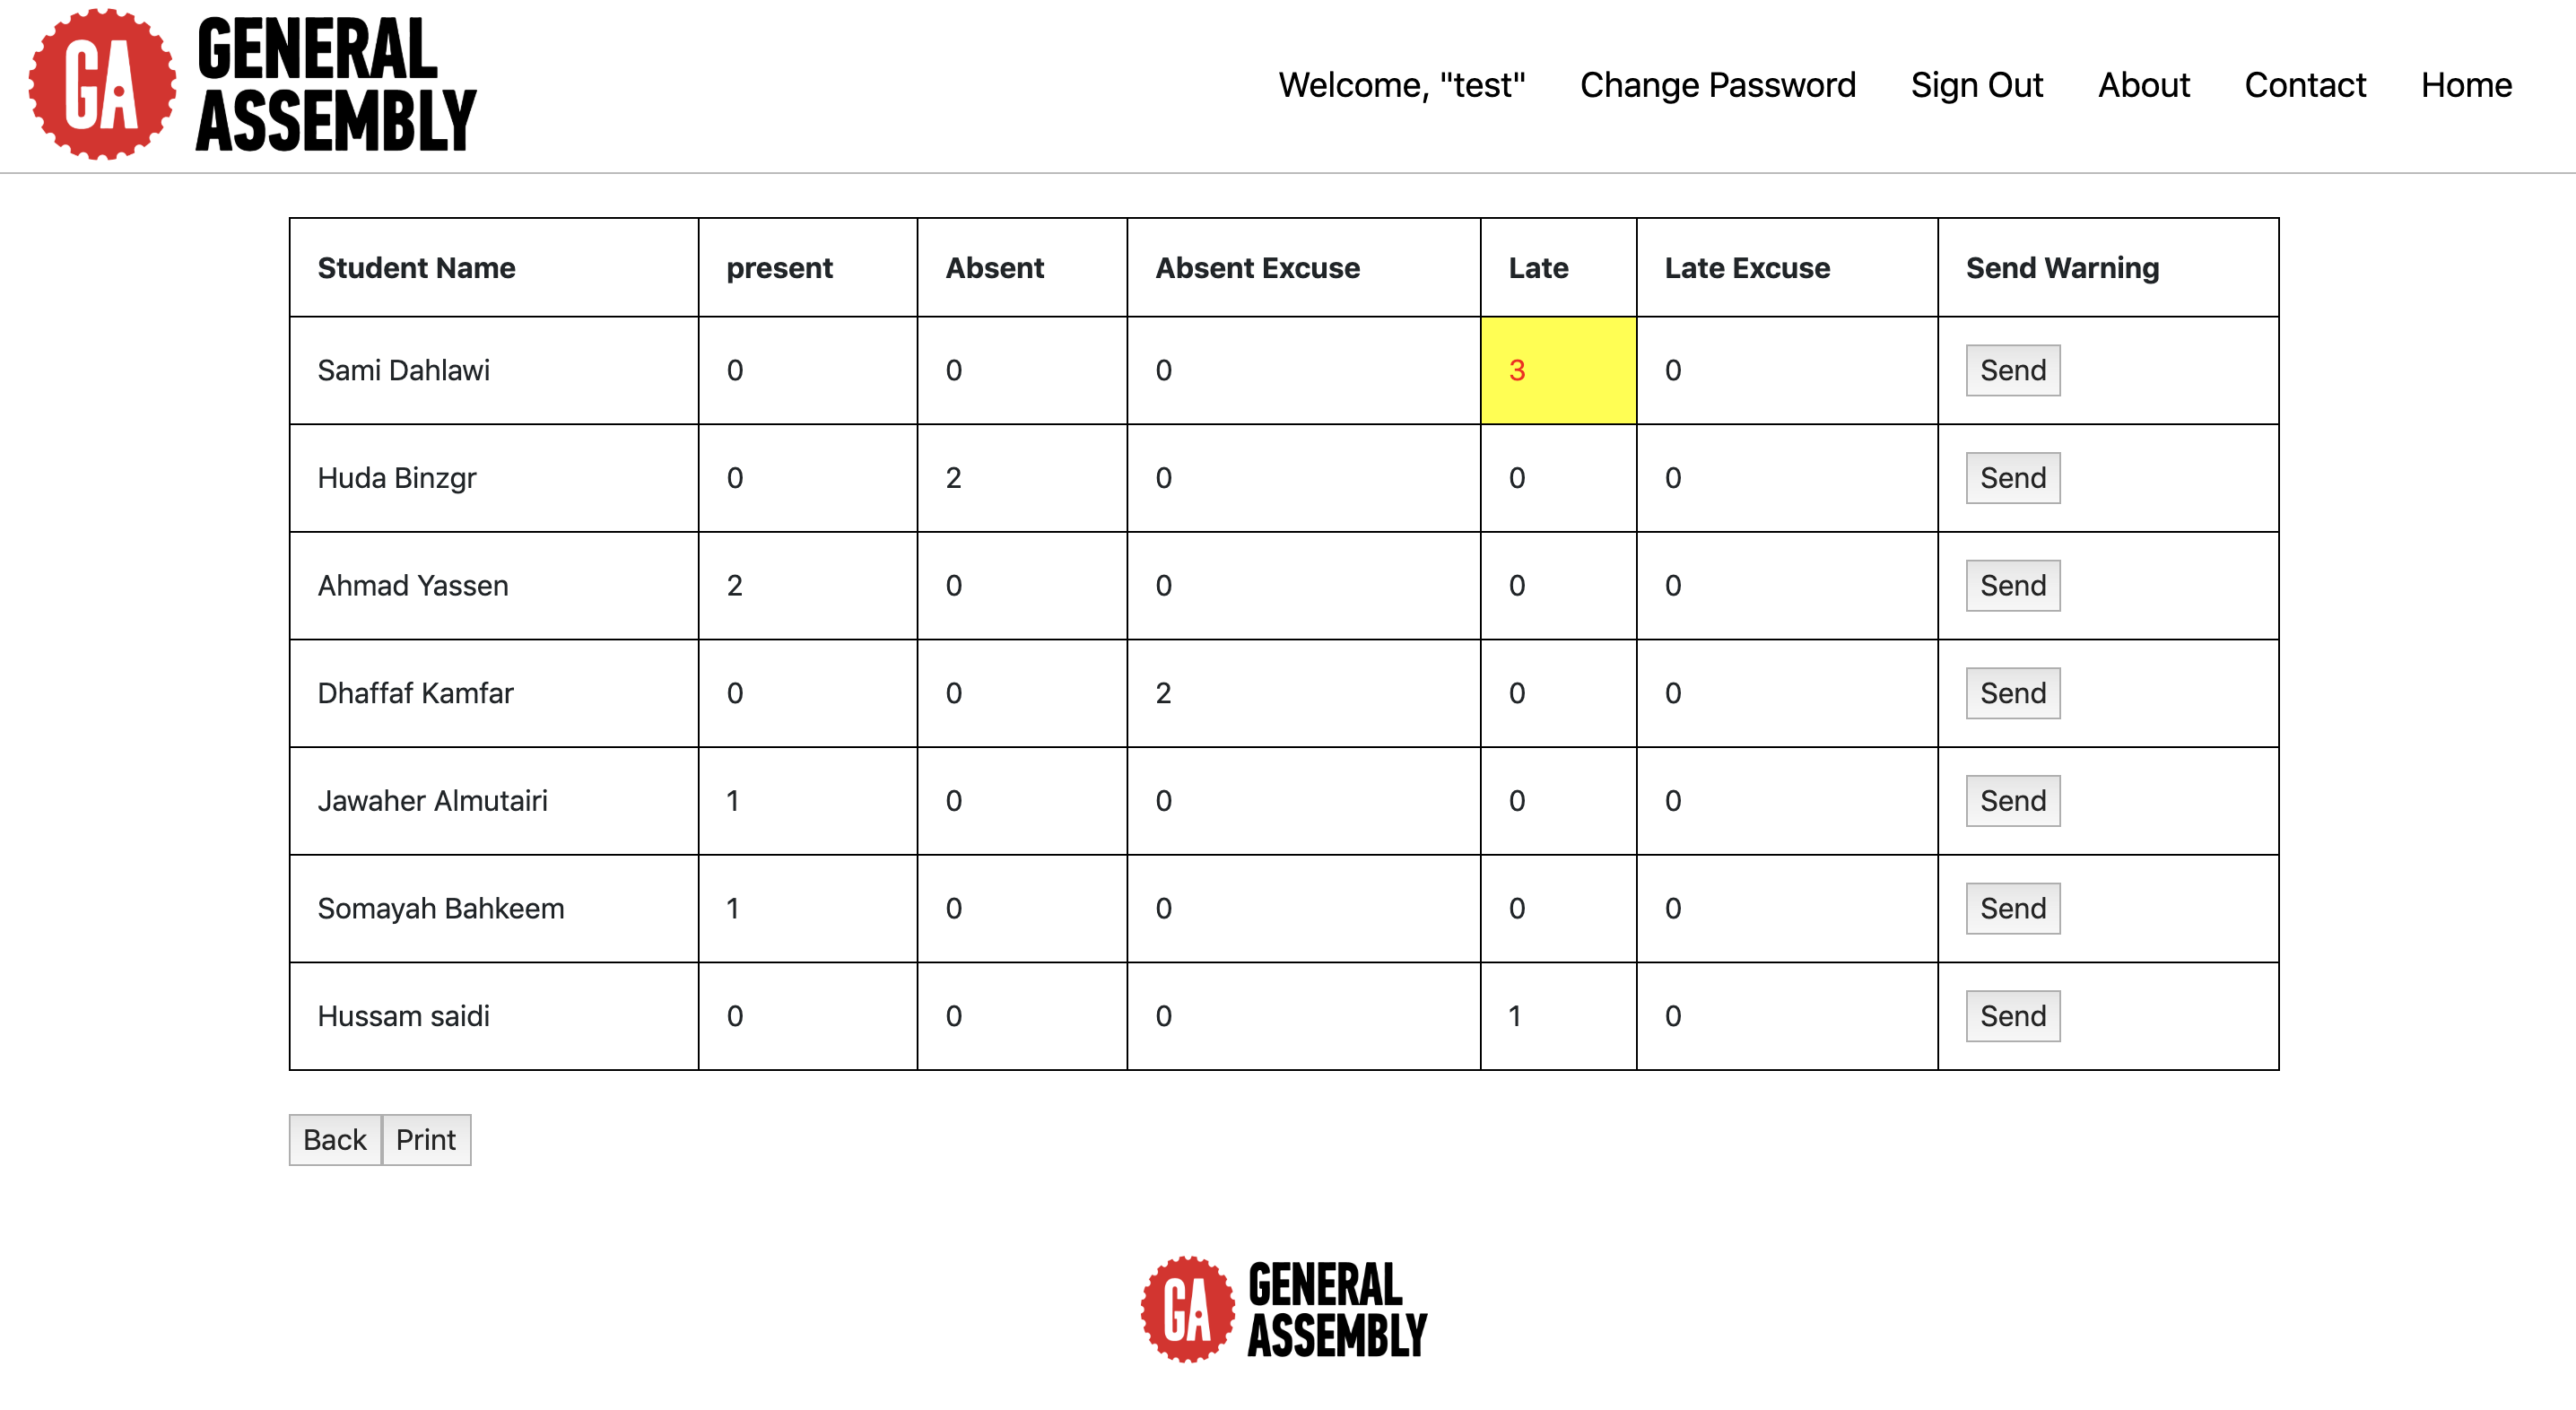 GA GENERAL
ASSEMBLY
Welcome, "test" Change Password Sign Out About Contact Home
Student Name present Absent Absent Excuse Late Late Excuse Send Warning
Sami Dahlawi 0 0 0 3 0 Send
Huda Binzgr 0 2 0 0 0 Send
Ahmad Yassen 2 0 0 0 0 Send
Dhaffaf Kamfar 0 0 2 0 0 Send
Jawaher Almutairi 1 0 0 0 0 Send
Somayah Bahkeem 1 0 0 0 0 Send
Hussam saidi 0 0 0 1 0 Send
Back Print
GA GENERAL
ASSEMBLY